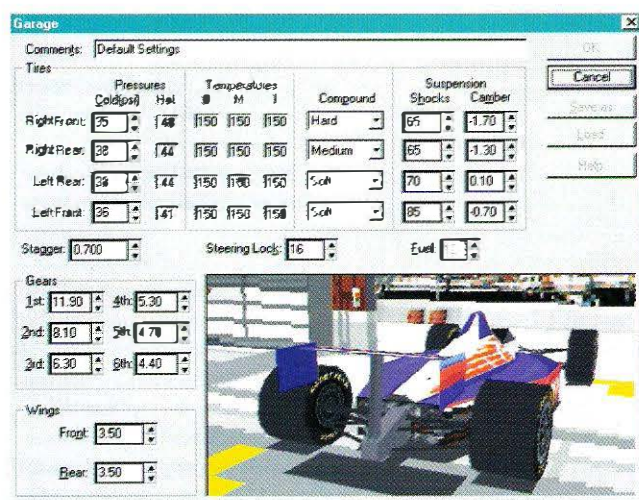 Garage
Comments: Default Settings
OK
Cancel
Save as
Load
Help
Tires
Pressures Temperatures Suspension
Cold(psi) Hot M I Compound Shocks Camber
Right Front: 35 150 150 150 Hard 65 -1.70
Right Rear: 38 44 150 150 150 Medium 65 -1.30
Left Rear: 44 150 150 150 Soft 70 0.10
Left Front: 36 41 150 150 150 Soft 85 -0.70
Stagger: 0.700 Steering Lock: 16 Fuel:
Gears
1st: 11.90 4th: 5.30
2nd: 8.10 5th: 4.70
3rd: 6.30 6th: 4.40
Wings
Front: 3.50
Rear: 3.50